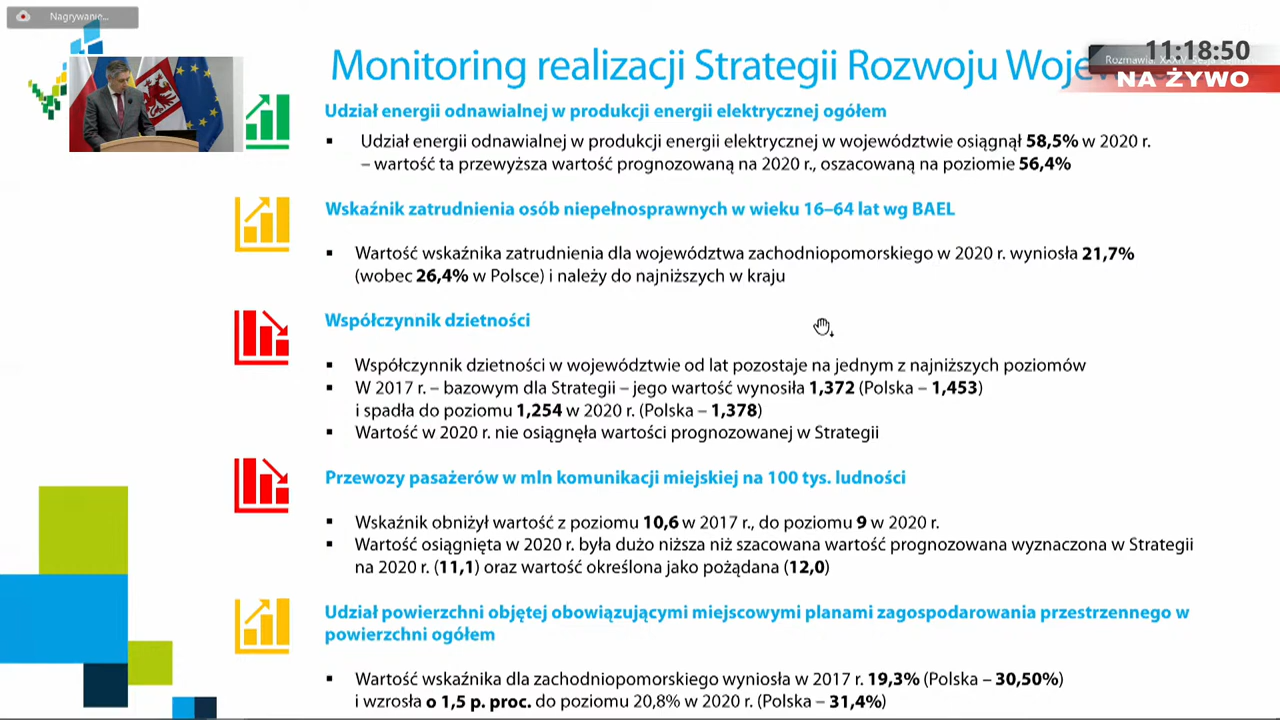 Nagrywanie...
Monitoring realizacji Strategii Rozwoju
11:18:50
NA ŻYWO
Udział energii odnawialnej w produkcji energii elektrycznej ogółem
▪ Udział energii odnawialnej w produkcji energii elektrycznej w województwie osiągnął 58,5% w 2020 r.
– wartość ta przewyższa wartość prognozowaną na 2020 r., oszacowaną na poziomie 56,4%
Wskaźnik zatrudnienia osób niepełnosprawnych w wieku 16–64 lat wg BAEL
▪ Wartość wskaźnika zatrudnienia dla województwa zachodniopomorskiego w 2020 r. wyniosła 21,7%
(wobec 26,4% w Polsce) i należy do najniższych w kraju
Współczynnik dzietności
▪ Współczynnik dzietności w województwie od lat pozostaje na jednym z najniższych poziomów
▪ W 2017 r. – bazowym dla Strategii – jego wartość wynosiła 1,372 (Polska – 1,453)
i spadła do poziomu 1,254 w 2020 r. (Polska – 1,378)
▪ Wartość w 2020 r. nie osiągnęła wartości prognozowanej w Strategii
Przewozy pasażerów w mln komunikacji miejskiej na 100 tys. ludności
▪ Wskaźnik obniżył wartość z poziomu 10,6 w 2017 r., do poziomu 9 w 2020 r.
▪ Wartość osiągnięta w 2020 r. była dużo niższa niż szacowana wartość prognozowana wyznaczona w Strategii
na 2020 r. (11,1) oraz wartość określona jako pożądana (12,0)
Udział powierzchni objętej obowiązującymi miejscowymi planami zagospodarowania przestrzennego w
powierzchni ogółem
▪ Wartość wskaźnika dla zachodniopomorskiego wyniosła w 2017 r. 19,3% (Polska – 30,50%)
i wzrosła o 1,5 p. proc. do poziomu 20,8% w 2020 r. (Polska – 31,4%)